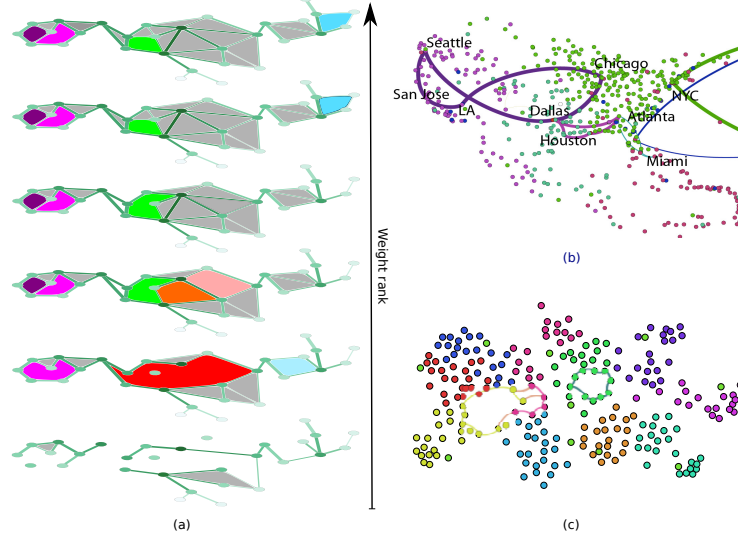 Weight rank
(a)
Seattle
Chicago
San Jose
LA
Dallas
NYC
Atlanta
Houston
Miami
(b)
(c)